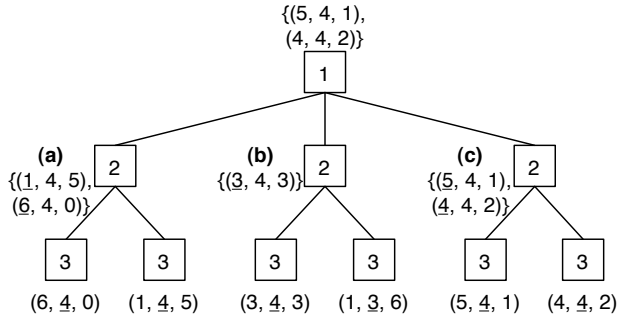 {(5, 4, 1),
(4, 4, 2)}
1
(a)
2
{(1, 4, 5),
(6, 4, 0)}
(b)
2
{(3, 4, 3)}
(c)
2
{(5, 4, 1),
(4, 4, 2)}
3 3 3 3 3 3
(6, 4, 0) (1, 4, 5) (3, 4, 3) (1, 3, 6) (5, 4, 1) (4, 4, 2)